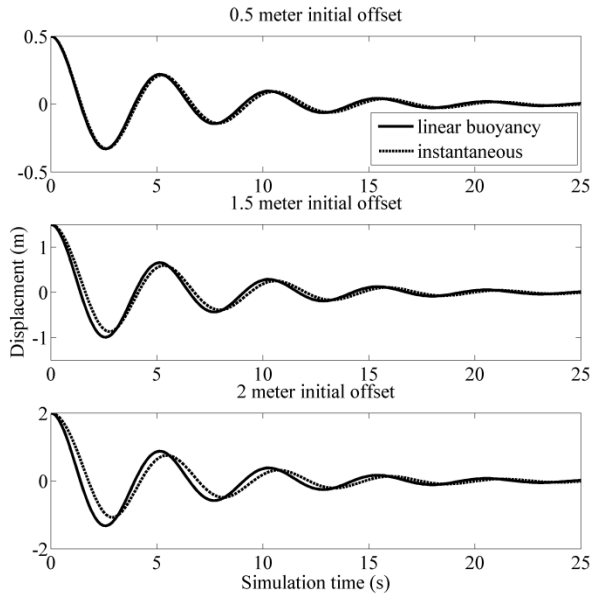 0.5 meter initial offset
0.5
0
-0.5
linear buoyancy
instantaneous
0 5 10 15 20 25
1.5 meter initial offset
Displacment (m)
1
0
-1
0 5 10 15 20 25
2 meter initial offset
2
0
-2
0 5 10 15 20 25
Simulation time (s)